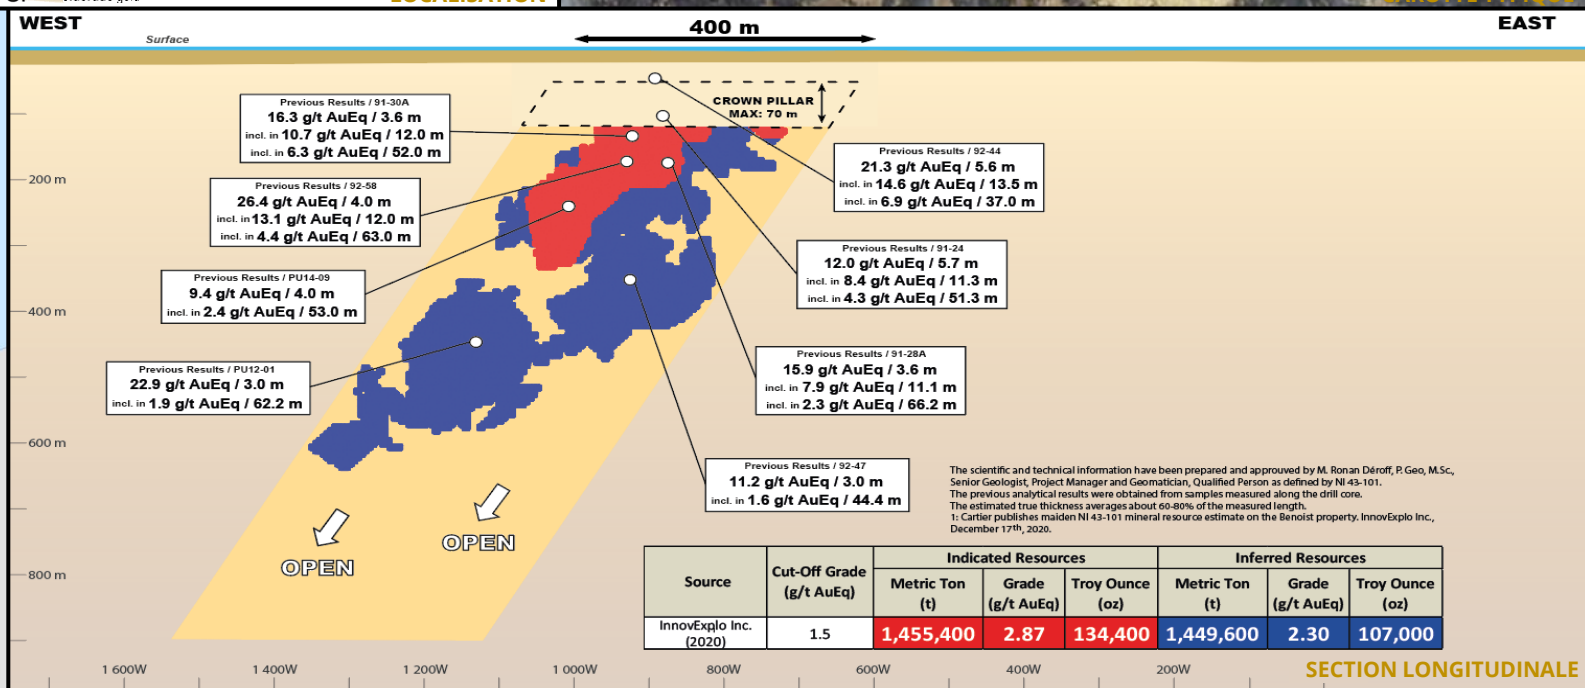 LOCALISATION
WEST
400 m
EAST
Surface
CROWN PILLAR
MAX: 70 m
Previous Results / 91-30A
16.3 g/t AuEq / 3.6 m
incl. in 10.7 g/t AuEq / 12.0 m
incl. in 6.3 g/t AuEq / 52.0 m
Previous Results / 92-44
21.3 g/t AuEq / 5.6 m
incl. in 14.6 g/t AuEq / 13.5 m
incl. in 6.9 g/t AuEq / 37.0 m
200 m
Previous Results / 92-58
26.4 g/t AuEq / 4.0 m
incl. in 13.1 g/t AuEq / 12.0 m
incl. in 4.4 g/t AuEq / 63.0 m
Previous Results / 91-24
12.0 g/t AuEq / 5.7 m
incl. in 8.4 g/t AuEq / 11.3 m
incl. in 4.3 g/t AuEq / 51.3 m
Previous Results / PU14-09
9.4 g/t AuEq / 4.0 m
incl. in 2.4 g/t AuEq / 53.0 m
400 m
Previous Results / 91-28A
15.9 g/t AuEq / 3.6 m
incl. in 7.9 g/t AuEq / 11.1 m
incl. in 2.3 g/t AuEq / 66.2 m
Previous Results / PU12-01
22.9 g/t AuEq / 3.0 m
incl. in 1.9 g/t AuEq / 62.2 m
600 m
Previous Results / 92-47
11.2 g/t AuEq / 3.0 m
incl. in 1.6 g/t AuEq / 44.4 m
The scientific and technical information have been prepared and approuved by M. Ronan Déroff, P. Geo, M.Sc.,
Senior Geologist, Project Manager and Geomatician, Qualified Person as defined by NI 43-101.
The previous analytical results were obtained from samples measured along the drill core.
The estimated true thickness averages about 60-80% of the measured length.
1: Cartier publishes maiden NI 43-101 mineral resource estimate on the Benoist property. InnovExplo Inc.,
December 17th, 2020.
OPEN
OPEN
800 m
Source
Cut-Off Grade
(g/t AuEq)
Indicated Resources
Inferred Resources
Metric Ton
(t)
Grade
(g/t AuEq)
Troy Ounce
(oz)
Metric Ton
(t)
Grade
(g/t AuEq)
Troy Ounce
(oz)
InnovExplo Inc.
(2020)
1.5
1,455,400
2.87
134,400
1,449,600
2.30
107,000
1 600W
1 400W
1 200W
1 000W
800W
600W
400W
200W
SECTION LONGITUDINALE